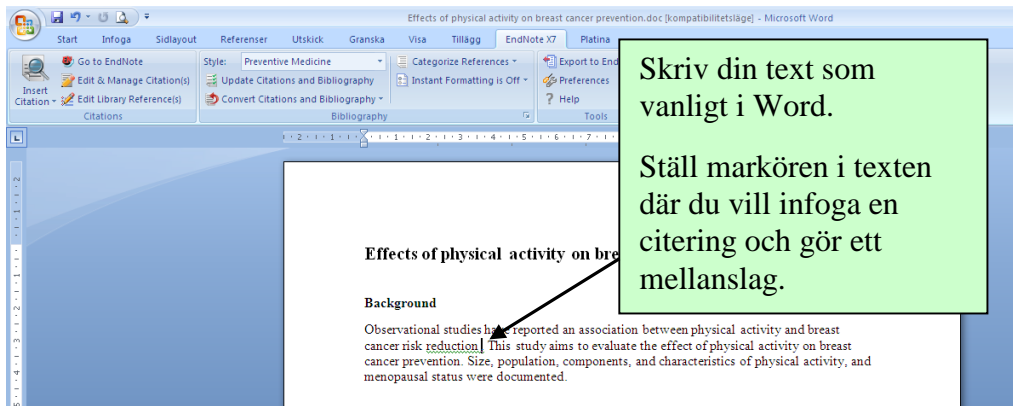 Effects of physical activity on breast cancer prevention.doc [kompatibilitetsläge] - Microsoft Word
Start Infoga Sidlayout Referenser Utskick Granska Visa Tillägg EndNote X7 Platina
Insert Citation
Go to EndNote
Edit & Manage Citation(s)
Edit Library Reference(s)
Citations
Style: Preventive Medicine
Update Citations and Bibliography
Convert Citations and Bibliography
Categorize References
Instant Formatting is Off
Bibliography
Export to End
Preferences
Help
Tools
Skriv din text som
vanligt i Word.
Ställ markören i texten
där du vill infoga en
citering och gör ett
mellanslag.
Effects of physical activity on bre
Background
Observational studies have reported an association between physical activity and breast
cancer risk reduction. This study aims to evaluate the effect of physical activity on breast
cancer prevention. Size, population, components, and characteristics of physical activity, and
menopausal status were documented.